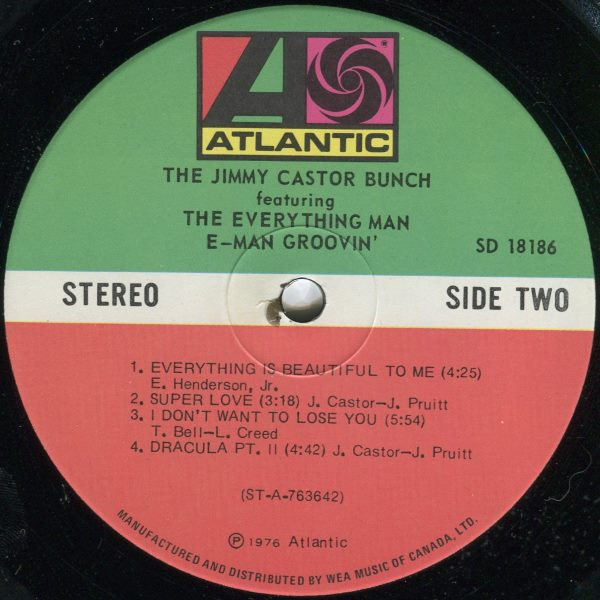 ATLANTIC
THE JIMMY CASTOR BUNCH
featuring
THE EVERYTHING MAN
E-MAN GROOVIN'
SD 18186
STEREO
SIDE TWO
1. EVERYTHING IS BEAUTIFUL TO ME (4:25)
E. Henderson, Jr.
2. SUPER LOVE (3:18) J. Castor-J. Pruitt
3. I DON'T WANT TO LOSE YOU (5:54)
T. Bell-L. Creed
4. DRACULA PT. II (4:42) J. Castor-J. Pruitt
(ST-A-763642)
℗ 1976 Atlantic
MANUFACTURED AND DISTRIBUTED BY WEA MUSIC OF CANADA, LTD.